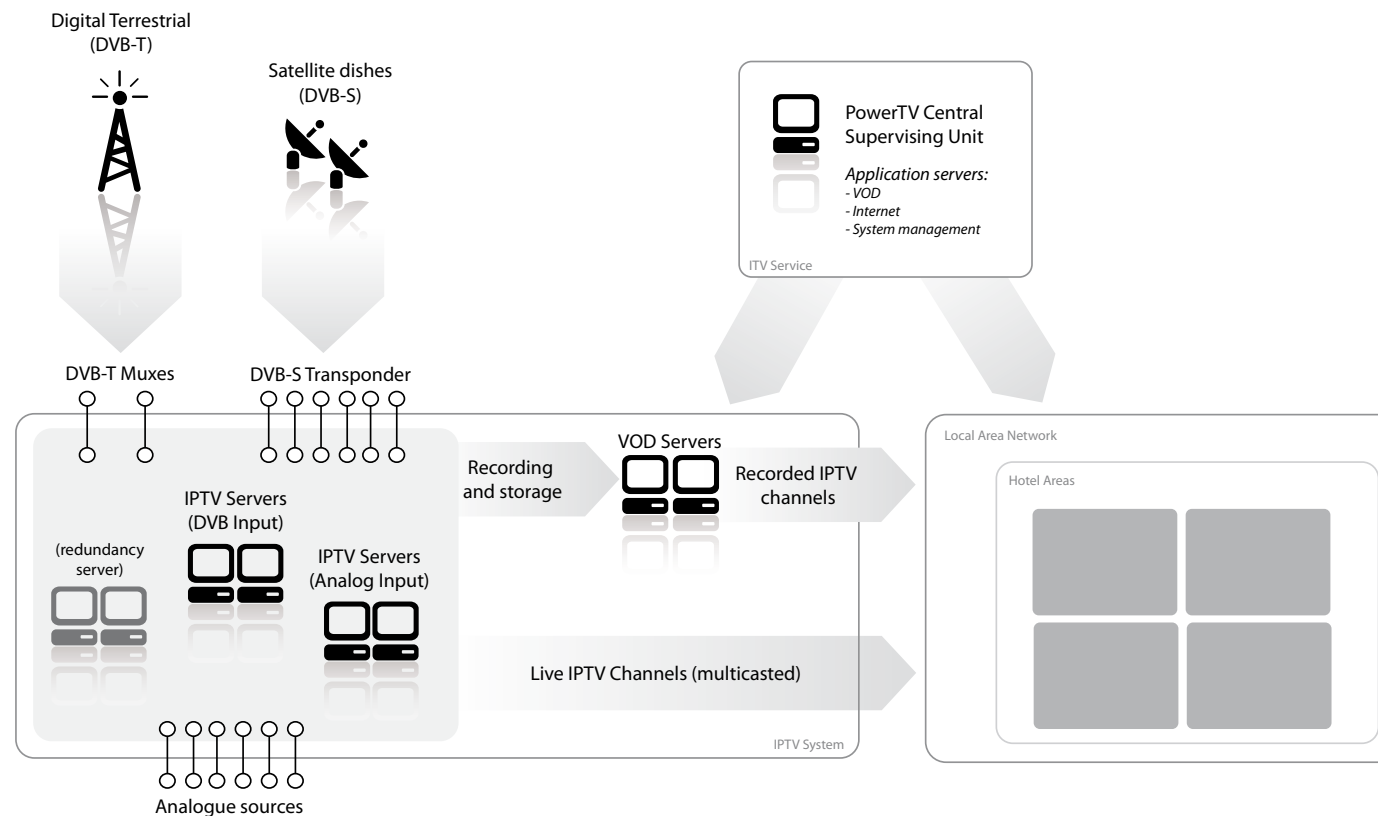 Digital Terrestrial
(DVB-T)
Satellite dishes
(DVB-S)
PowerTV Central
Supervising Unit
Application servers:
- VOD
- Internet
- System management
ITV Service
DVB-T Muxes
DVB-S Transponder
Recording
and storage
VOD Servers
Recorded IPTV
channels
Local Area Network
Hotel Areas
IPTV Servers
(DVB Input)
(redundancy
server)
IPTV Servers
(Analog Input)
Live IPTV Channels (multicasted)
IPTV System
Analogue sources